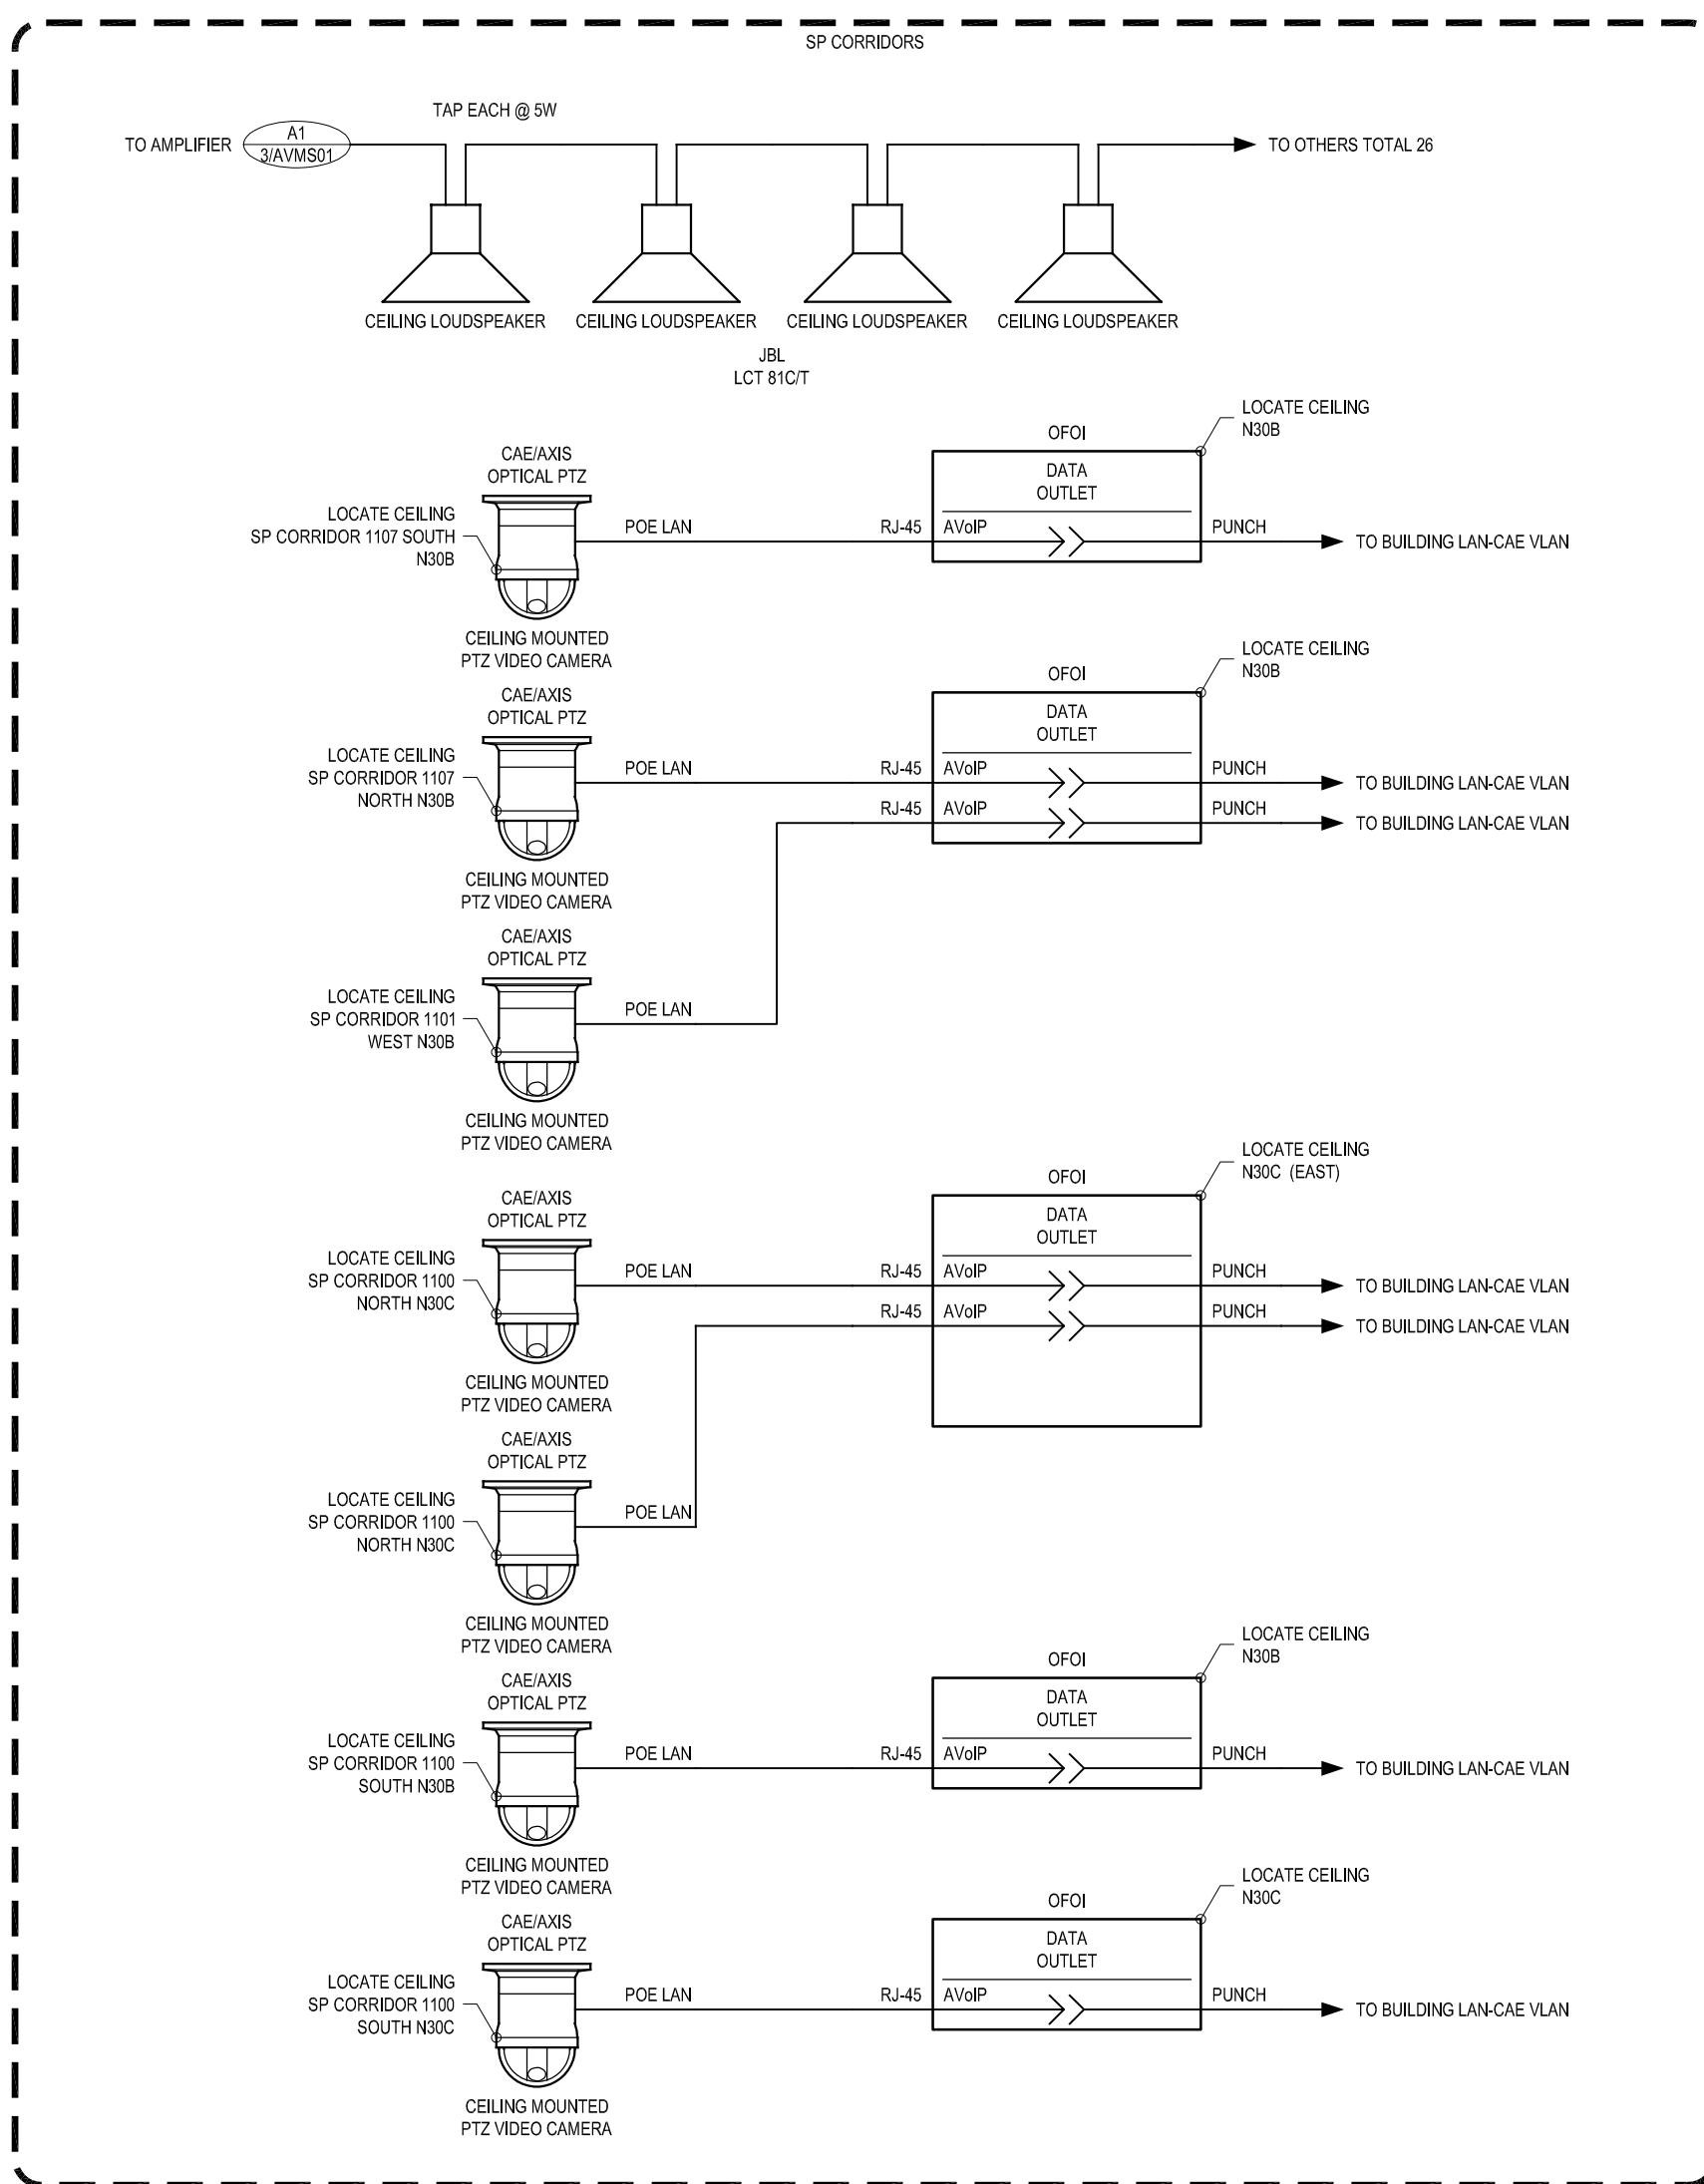 SP CORRIDORS
TAP EACH @ 5W
TO AMPLIFIER
A1
3/AVMS01
TO OTHERS TOTAL 26
CEILING LOUDSPEAKER
CEILING LOUDSPEAKER
CEILING LOUDSPEAKER
CEILING LOUDSPEAKER
JBL
LCT 81C/T
LOCATE CEILING
N30B
OFOI
CAE/AXIS
OPTICAL PTZ
DATA
OUTLET
LOCATE CEILING
SP CORRIDOR 1107 SOUTH
N30B
POE LAN
RJ-45
AVoIP
PUNCH
TO BUILDING LAN-CAE VLAN
CEILING MOUNTED
PTZ VIDEO CAMERA
LOCATE CEILING
N30B
OFOI
CAE/AXIS
OPTICAL PTZ
DATA
OUTLET
LOCATE CEILING
SP CORRIDOR 1107
NORTH N30B
POE LAN
RJ-45
AVoIP
PUNCH
TO BUILDING LAN-CAE VLAN
RJ-45
AVoIP
PUNCH
TO BUILDING LAN-CAE VLAN
CEILING MOUNTED
PTZ VIDEO CAMERA
CAE/AXIS
OPTICAL PTZ
LOCATE CEILING
SP CORRIDOR 1101
WEST N30B
POE LAN
CEILING MOUNTED
PTZ VIDEO CAMERA
LOCATE CEILING
N30C (EAST)
OFOI
CAE/AXIS
OPTICAL PTZ
DATA
OUTLET
LOCATE CEILING
SP CORRIDOR 1100
NORTH N30C
POE LAN
RJ-45
AVoIP
PUNCH
TO BUILDING LAN-CAE VLAN
RJ-45
AVoIP
PUNCH
TO BUILDING LAN-CAE VLAN
CEILING MOUNTED
PTZ VIDEO CAMERA
CAE/AXIS
OPTICAL PTZ
LOCATE CEILING
SP CORRIDOR 1100
NORTH N30C
POE LAN
CEILING MOUNTED
PTZ VIDEO CAMERA
LOCATE CEILING
N30B
OFOI
CAE/AXIS
OPTICAL PTZ
DATA
OUTLET
LOCATE CEILING
SP CORRIDOR 1100
SOUTH N30B
POE LAN
RJ-45
AVoIP
PUNCH
TO BUILDING LAN-CAE VLAN
CEILING MOUNTED
PTZ VIDEO CAMERA
LOCATE CEILING
N30C
OFOI
CAE/AXIS
OPTICAL PTZ
DATA
OUTLET
LOCATE CEILING
SP CORRIDOR 1100
SOUTH N30C
POE LAN
RJ-45
AVoIP
PUNCH
TO BUILDING LAN-CAE VLAN
CEILING MOUNTED
PTZ VIDEO CAMERA